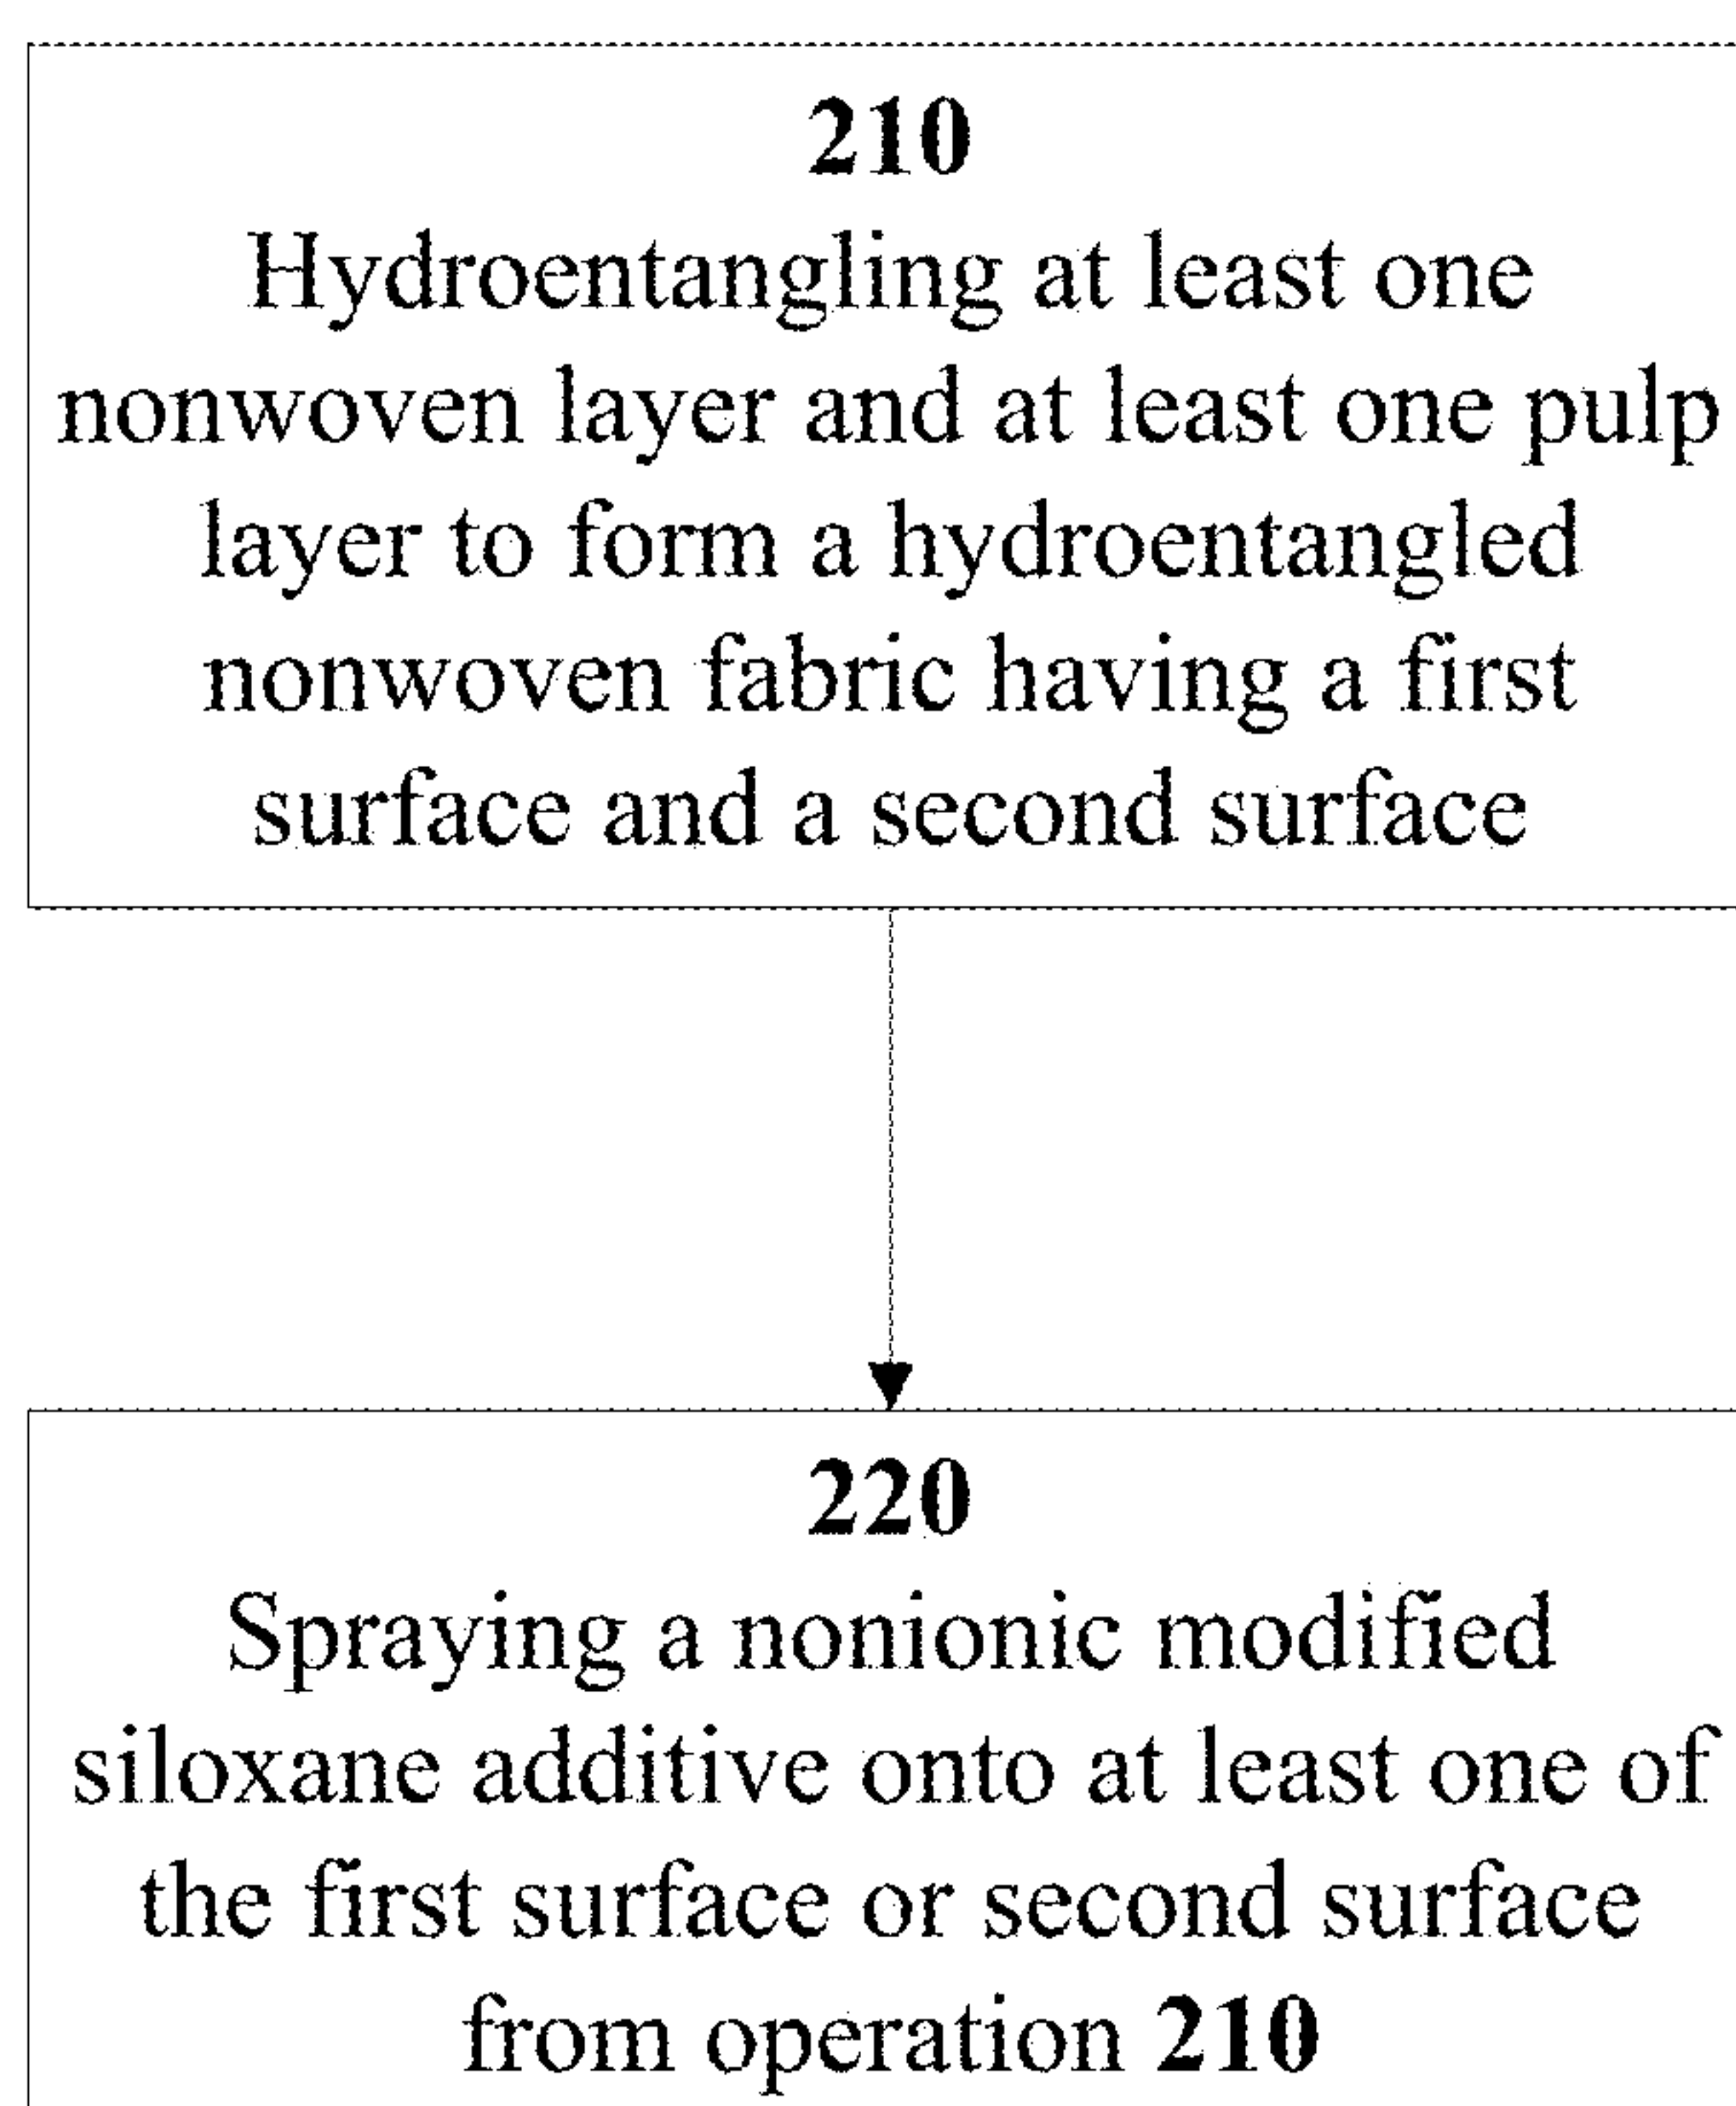 210
Hydroentangling at least one
nonwoven layer and at least one pulp
layer to form a hydroentangled
nonwoven fabric having a first
surface and a second surface
220
Spraying a nonionic modified
siloxane additive onto at least one of
the first surface or second surface
from operation 210